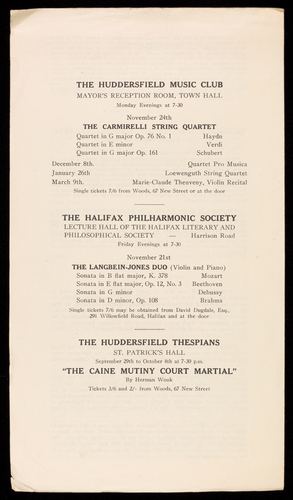 THE HUDDERSFIELD MUSIC CLUB
MAYOR'S RECEPTION ROOM, TOWN HALL
Monday Evenings at 7-30
November 24th
THE CARMIRELLI STRING QUARTET
Quartet in G major Op. 76 No. 1 Haydn
Quartet in E minor Verdi
Quartet in G major Op. 161 Schubert
December 8th. Quartet Pro Musica
January 26th Loewenguth String Quartet
March 9th. Marie-Claude Theuveny, Violin Recital
Single tickets 7/6 from Woods, 67 New Street or at the door
THE HALIFAX PHILHARMONIC SOCIETY
LECTURE HALL OF THE HALIFAX LITERARY AND
PHILOSOPHICAL SOCIETY — Harrison Road
Friday Evenings at 7-30
November 21st
THE LANGBEIN-JONES DUO (Violin and Piano)
Sonata in B flat major, K. 378 Mozart
Sonata in E flat major, Op. 12, No. 3 Beethoven
Sonata in G minor Debussy
Sonata in D minor, Op. 108 Brahms
Single tickets 7/6 may be obtained from David Dugdale, Esq.,
291 Willowfield Road, Halifax and at the door
THE HUDDERSFIELD THESPIANS
ST. PATRICK'S HALL
September 29th to October 4th at 7-30 p.m.
"THE CAINE MUTINY COURT MARTIAL"
By Herman Wouk
Tickets 3/6 and 2/- from Woods, 67 New Street